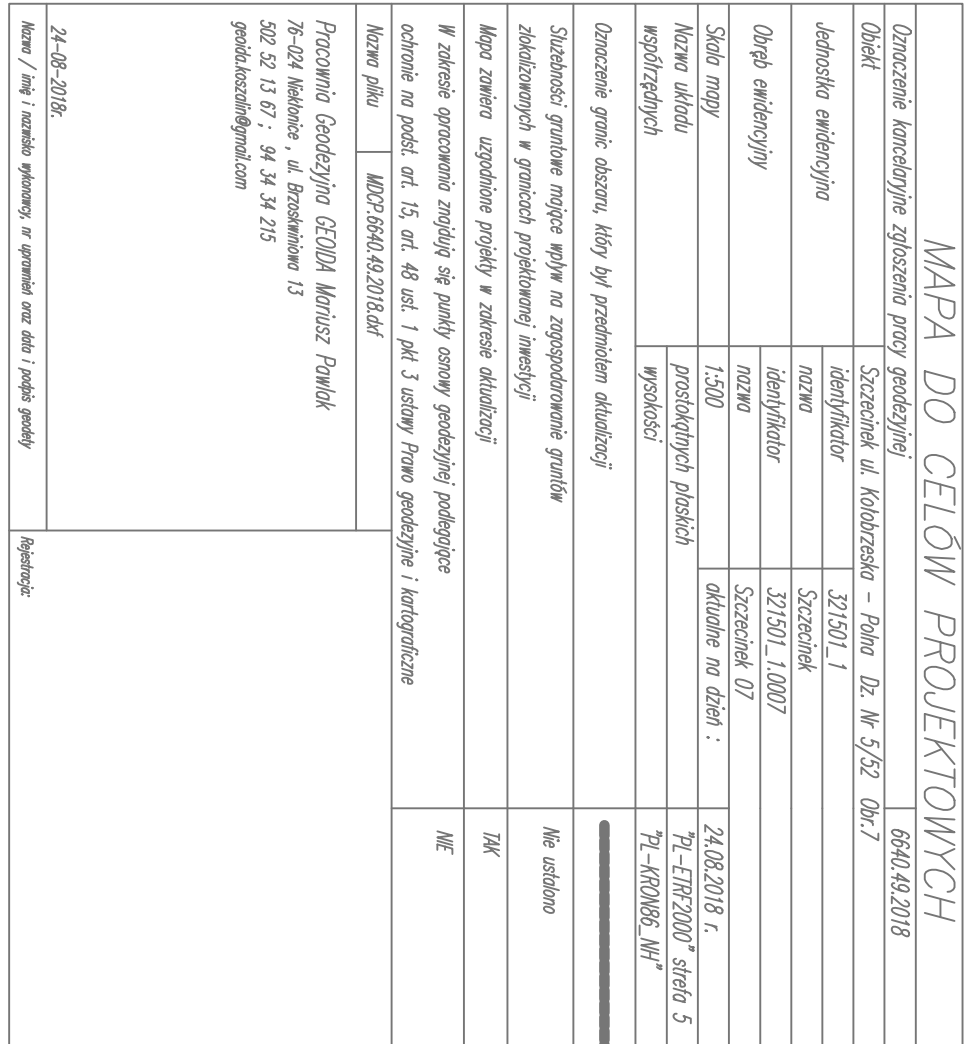 MAPA DO CELÓW PROJEKTOWYCH
Oznaczenie kancelaryjne zgłoszenia pracy geodezyjnej 6640.49.2018
Obiekt Szczecinek ul. Kołobrzeska - Polna Dz. Nr 5/52 Obr.7
Jednostka ewidencyjna identyfikator 321501_1
nazwa Szczecinek
Obręb ewidencyjny identyfikator 321501_1.0007
nazwa Szczecinek 07
Skala mapy 1:500 aktualne na dzień : 24.08.2018 r.
Nazwa układu współrzędnych prostokątnych płaskich "PL-ETRF2000" strefa 5
wysokości "PL-KRON86_NH"
Oznaczenie granic obszaru, który był przedmiotem aktualizacji
Służebności gruntowe mające wpływ na zagospodarowanie gruntów
zlokalizowanych w granicach projektowanej inwestycji Nie ustalono
Mapa zawiera uzgodnione projekty w zakresie aktualizacji TAK
W zakresie opracowania znajdują się punkty osnowy geodezyjnej podlegające
ochronie na podst. art. 15, art. 48 ust. 1 pkt 3 ustawy Prawo geodezyjne i kartograficzne NIE
Nazwa pliku MDCP.6640.49.2018.dxf
Pracownia Geodezyjna GEOIDA Mariusz Pawlak
76-024 Niekłonice , ul. Brzoskwiniowa 13
502 52 13 67 ; 94 34 34 215
geoida.koszalin@gmail.com
24-08-2018r.
Nazwa / imię i nazwisko wykonawcy, nr uprawnień oraz data i podpis geodety
Rejestracja: